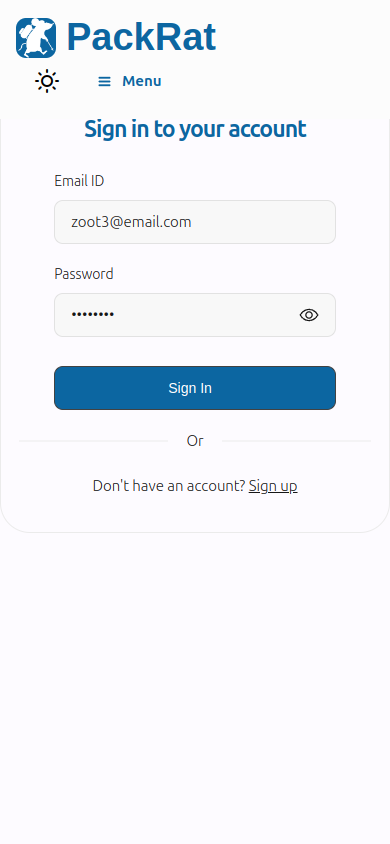 PackRat
Menu
Sign in to your account
Email ID
zoot3@email.com
Password
••••••••
Sign In
Or
Don't have an account? Sign up